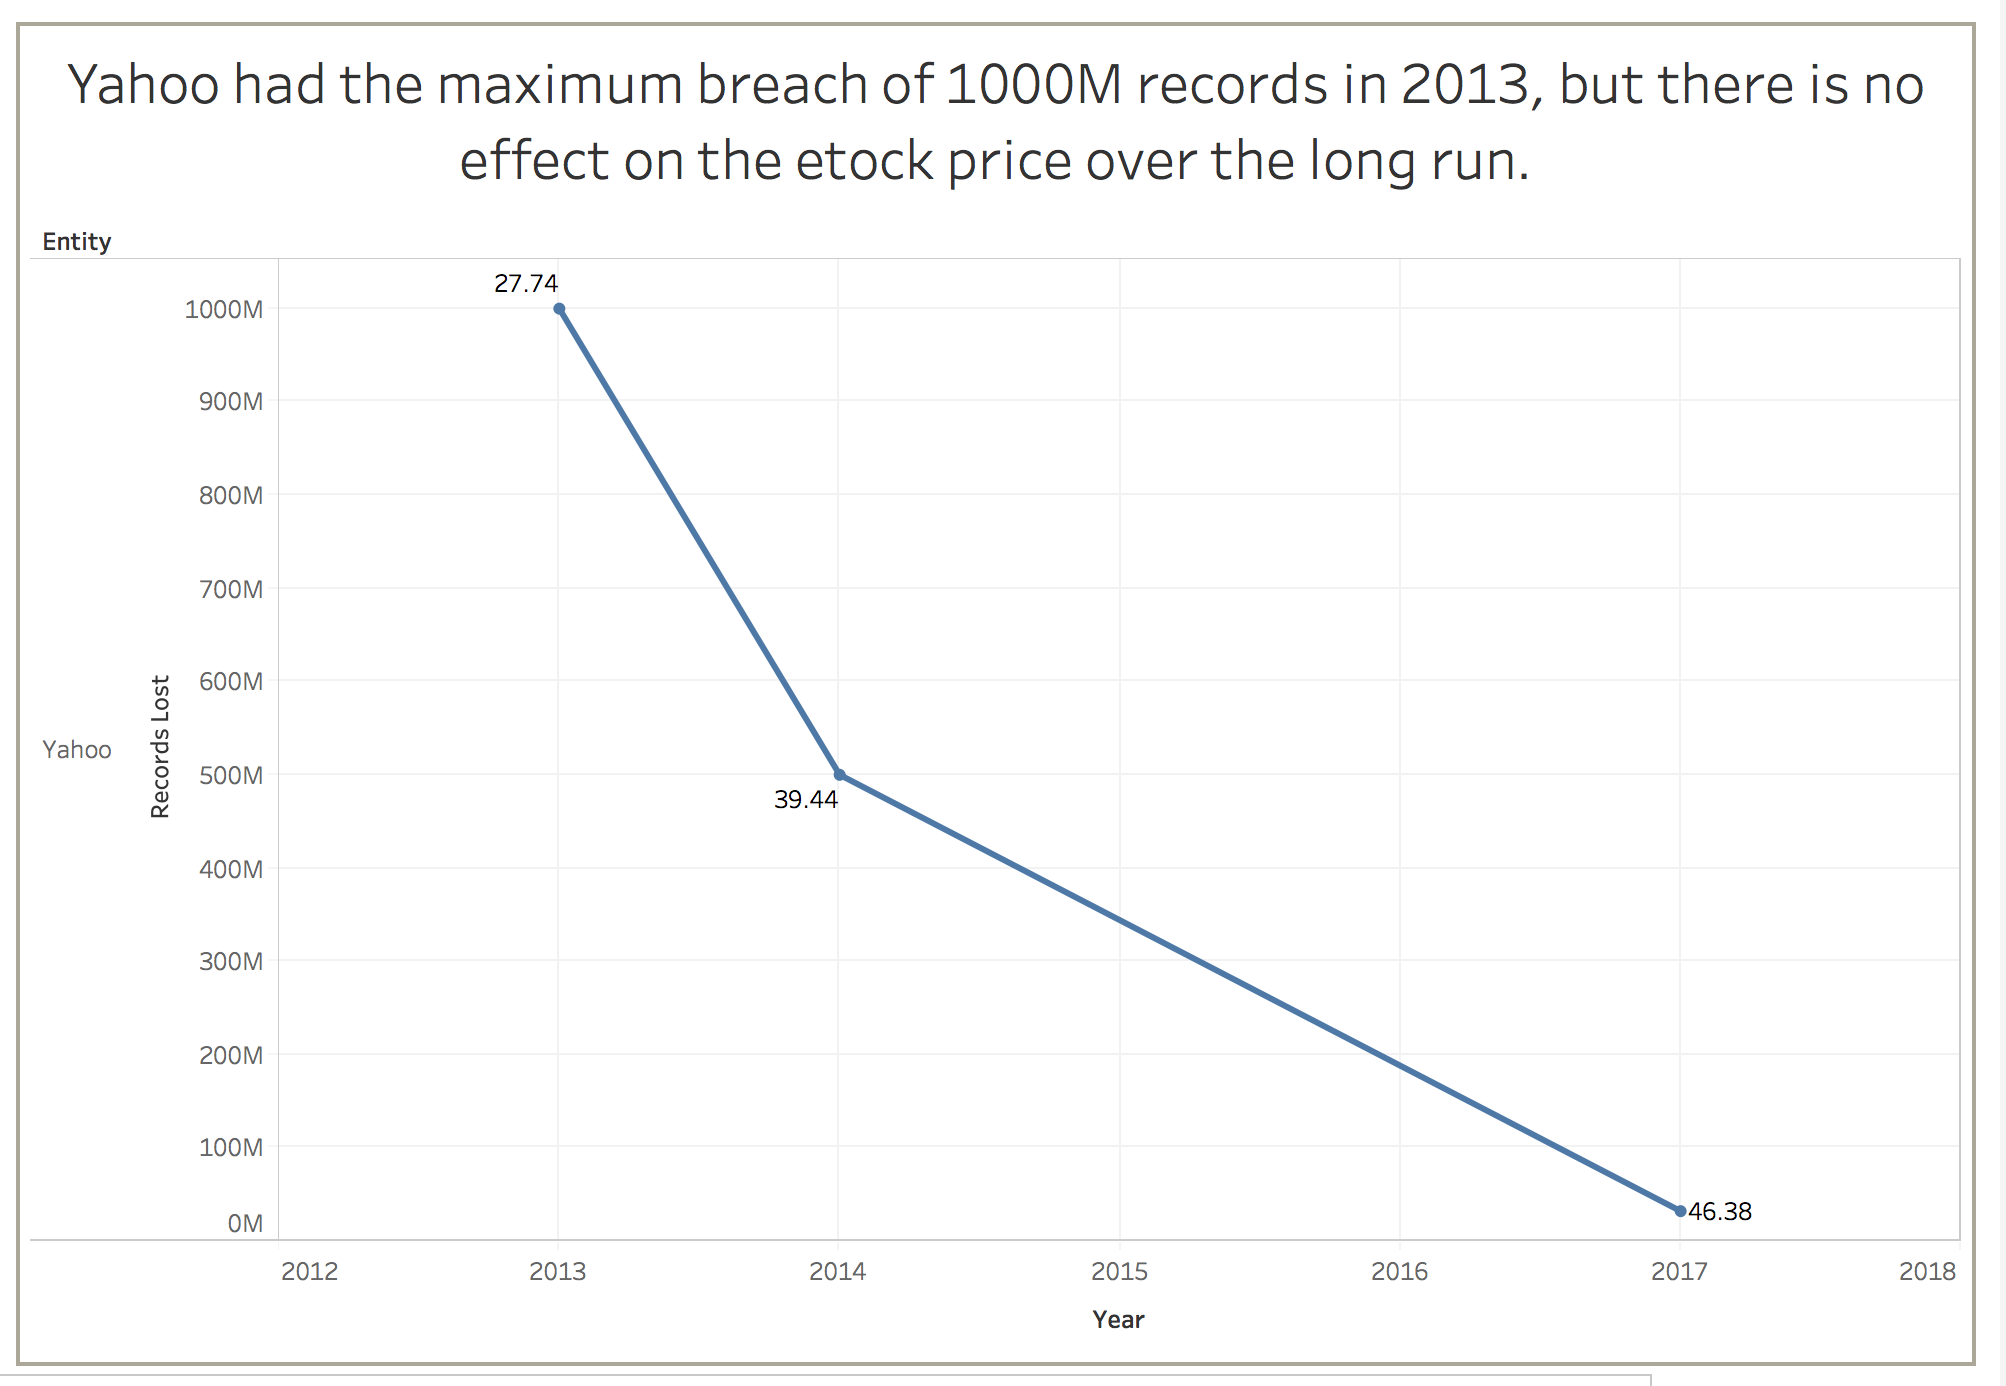 Yahoo had the maximum breach of 1000M records in 2013, but there is no
effect on the etock price over the long run.
Entity
27.74
1000M
900M
800M
700M
600M
Records Lost
Yahoo
500M
39.44
400M
300M
200M
100M
46.38
0M
2012 2013 2014 2015 2016 2017 2018
Year